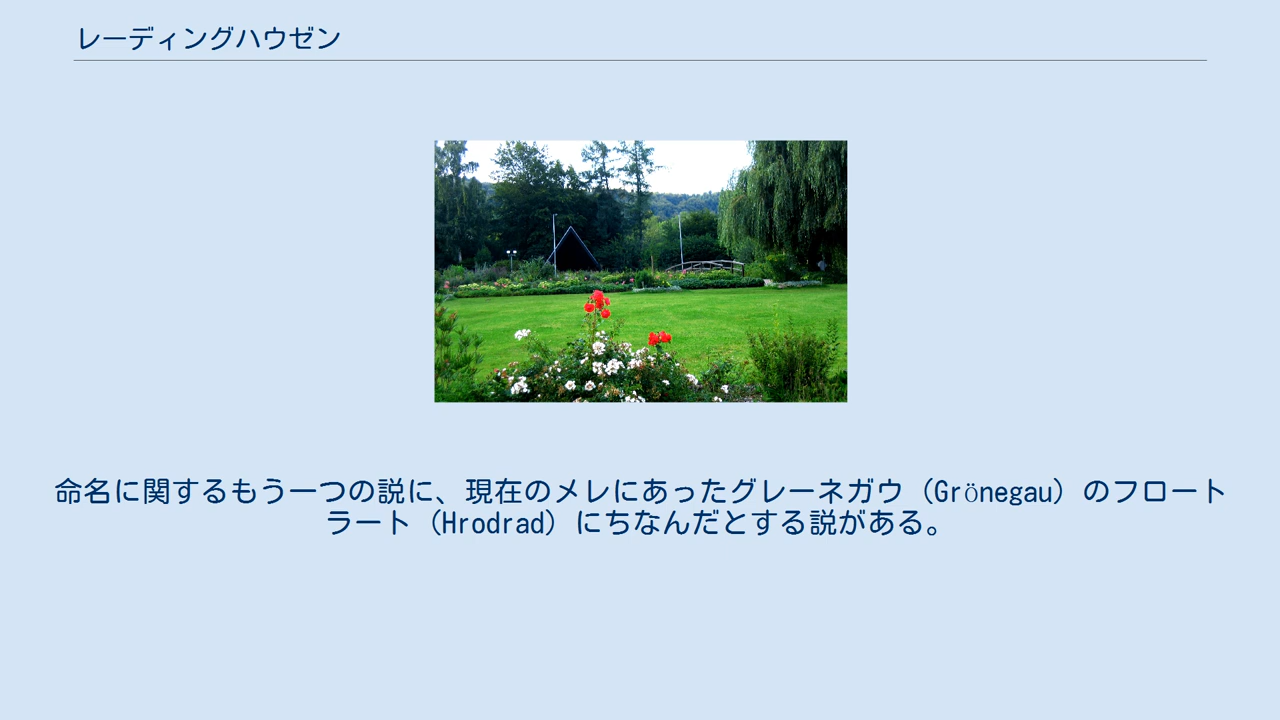 レーディングハウゼン
命名に関するもう一つの説に、現在のメレにあったグレーネガウ（Grönegau）のフロート
ラート（Hrodrad）にちなんだとする説がある。